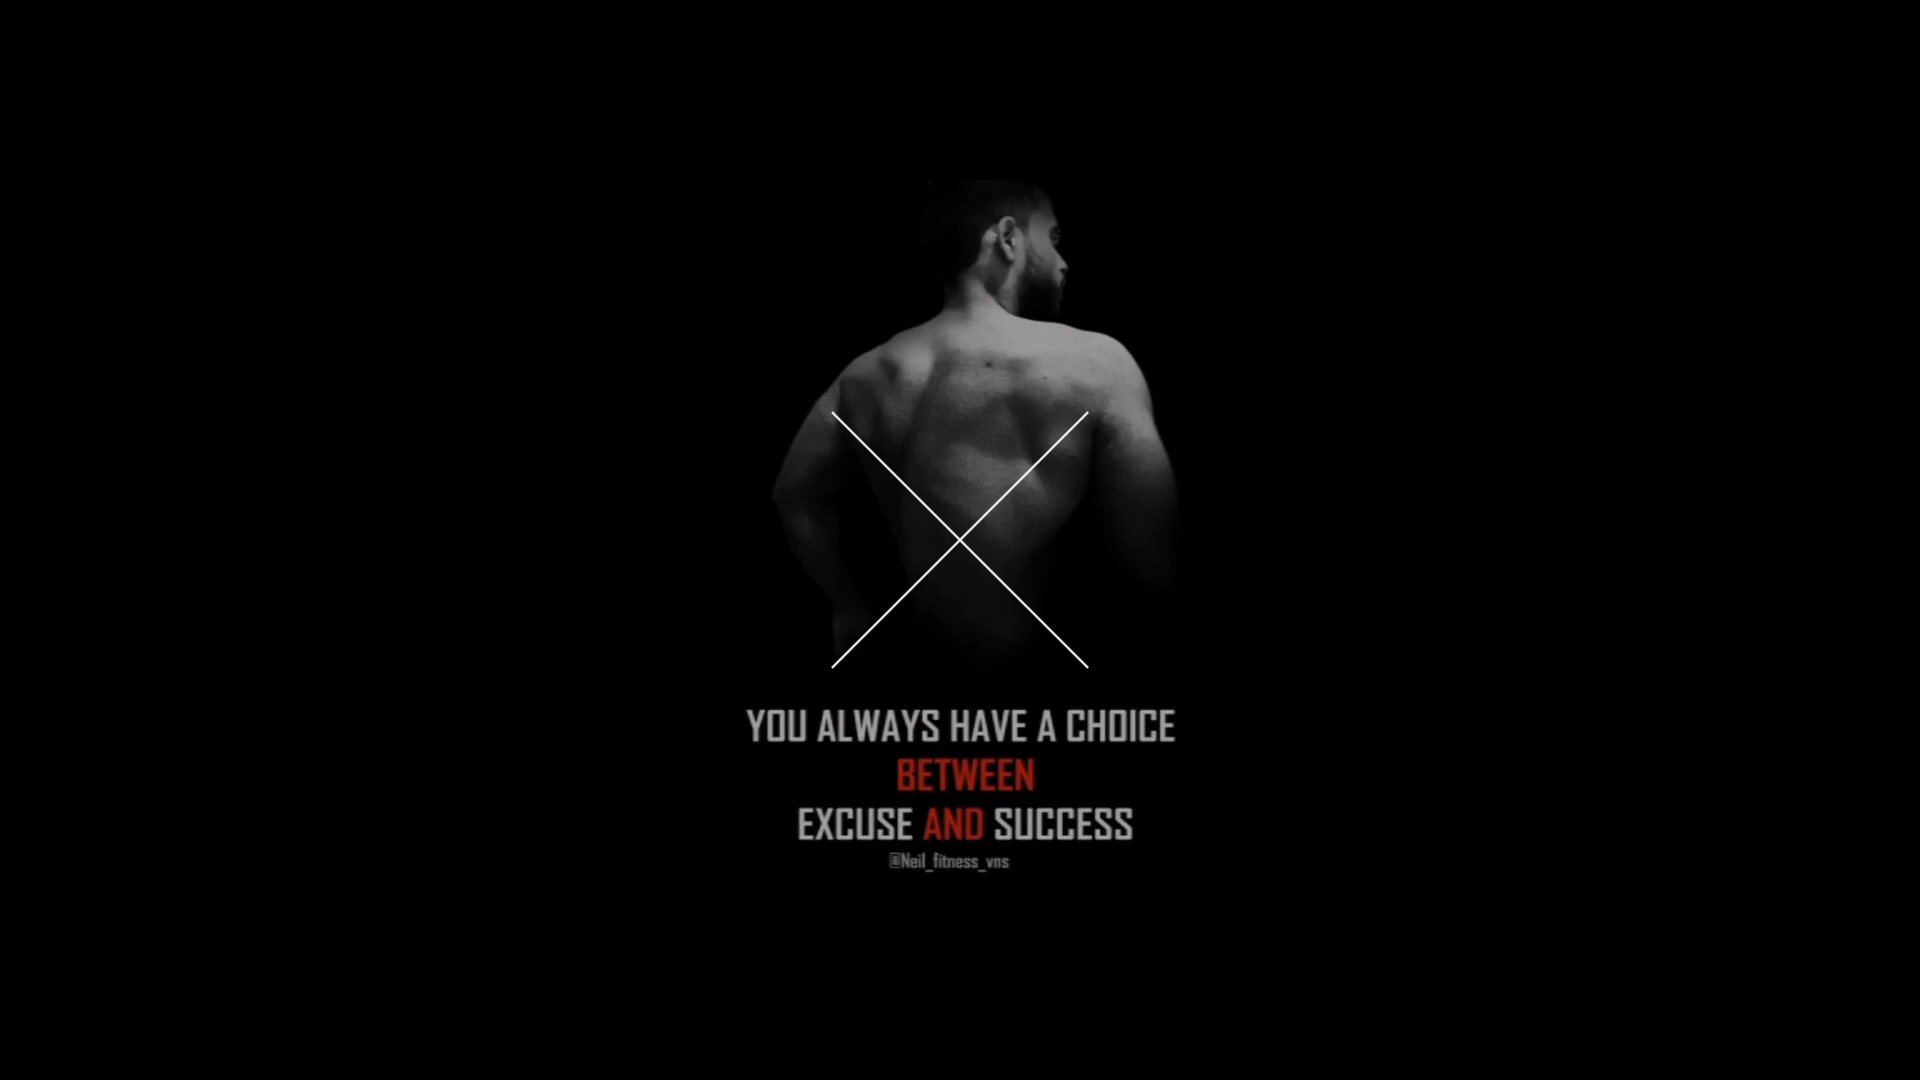 YOU ALWAYS HAVE A CHOICE
BETWEEN
EXCUSE AND SUCCESS
@Neil_fitness_vns